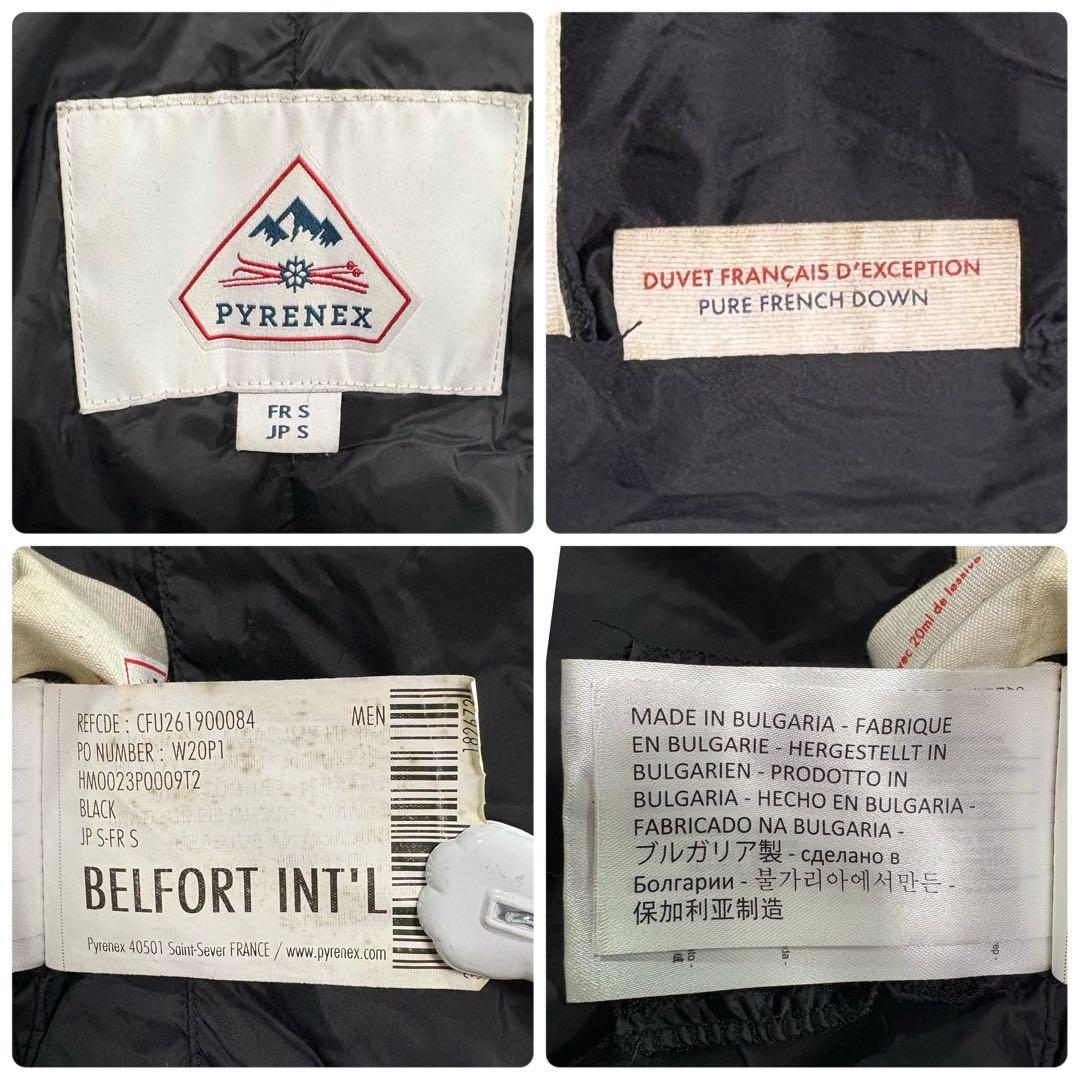 PYRENEX
FR S
JP S
DUVET FRANÇAIS D'EXCEPTION
PURE FRENCH DOWN
REFCDE : CFU261900084 MEN
PO NUMBER : W20P1
HM0023P0009T2
BLACK
JP S-FR S
BELFORT INT'L
Pyrenex 40501 Saint-Sever FRANCE / www.pyrenex.com
20ml de lessive
MADE IN BULGARIA - FABRIQUE
EN BULGARIE - HERGESTELLT IN
BULGARIEN - PRODOTTO IN
BULGARIA - HECHO EN BULGARIA -
FABRICADO NA BULGARIA -
ブルガリア製 - сделано в
Болгарии - 불가리아에서만든 -
保加利亚制造